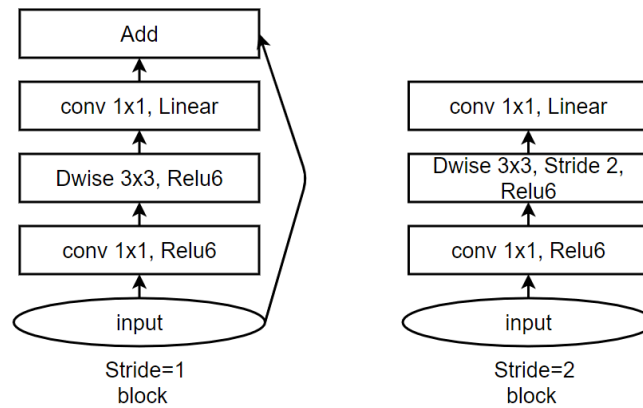 Add
conv 1x1, Linear
Dwise 3x3, Relu6
conv 1x1, Relu6
input
Stride=1
block
conv 1x1, Linear
Dwise 3x3, Stride 2,
Relu6
conv 1x1, Relu6
input
Stride=2
block